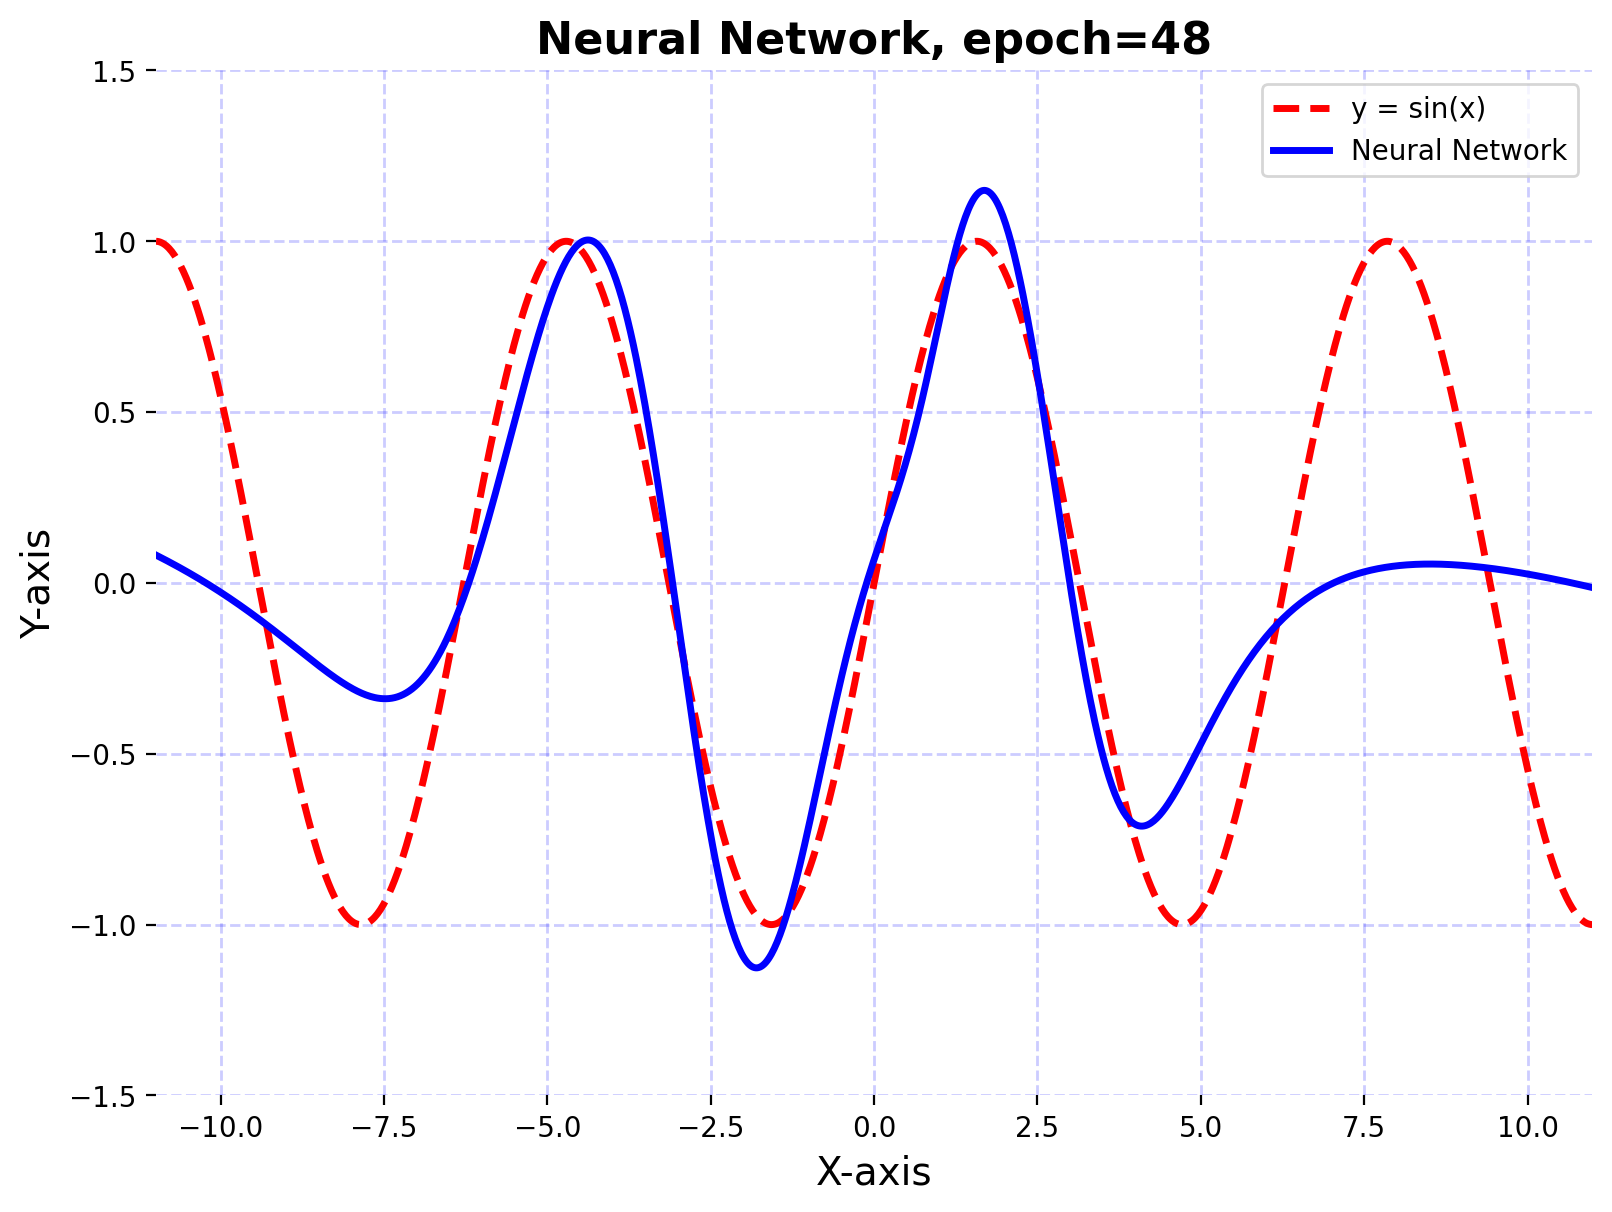 Neural Network, epoch=48
y = sin(x)
Neural Network
Y-axis
1.5
1.0
0.5
0.0
−0.5
−1.0
−1.5
−10.0 −7.5 −5.0 −2.5 0.0 2.5 5.0 7.5 10.0
X-axis